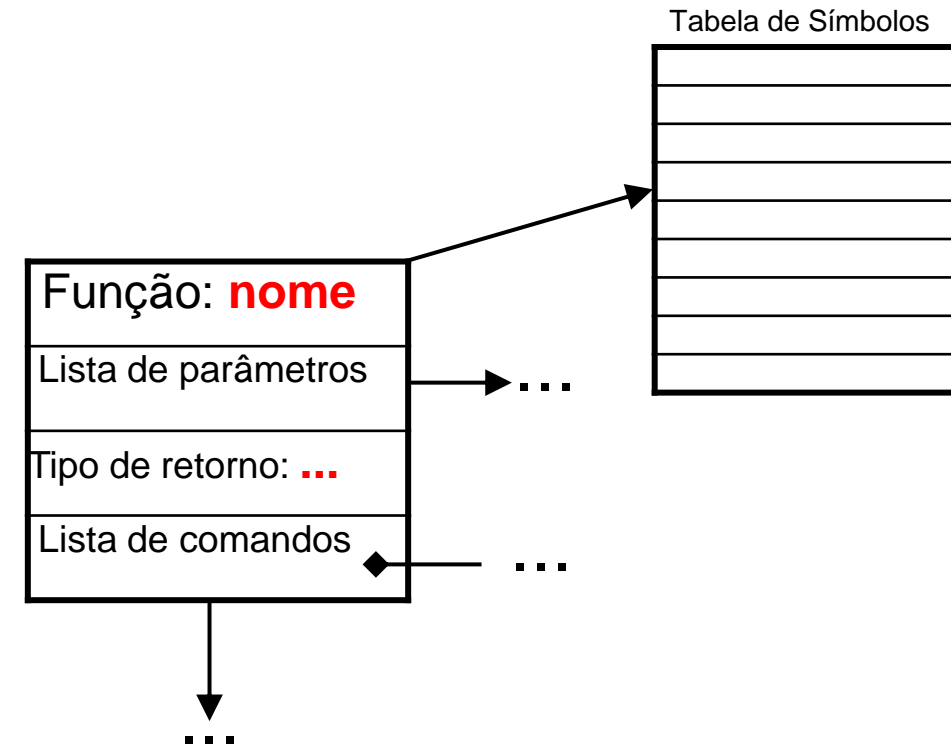 Tabela de Símbolos
Função: nome
Lista de parâmetros
...
Tipo de retorno: ...
Lista de comandos
...
...